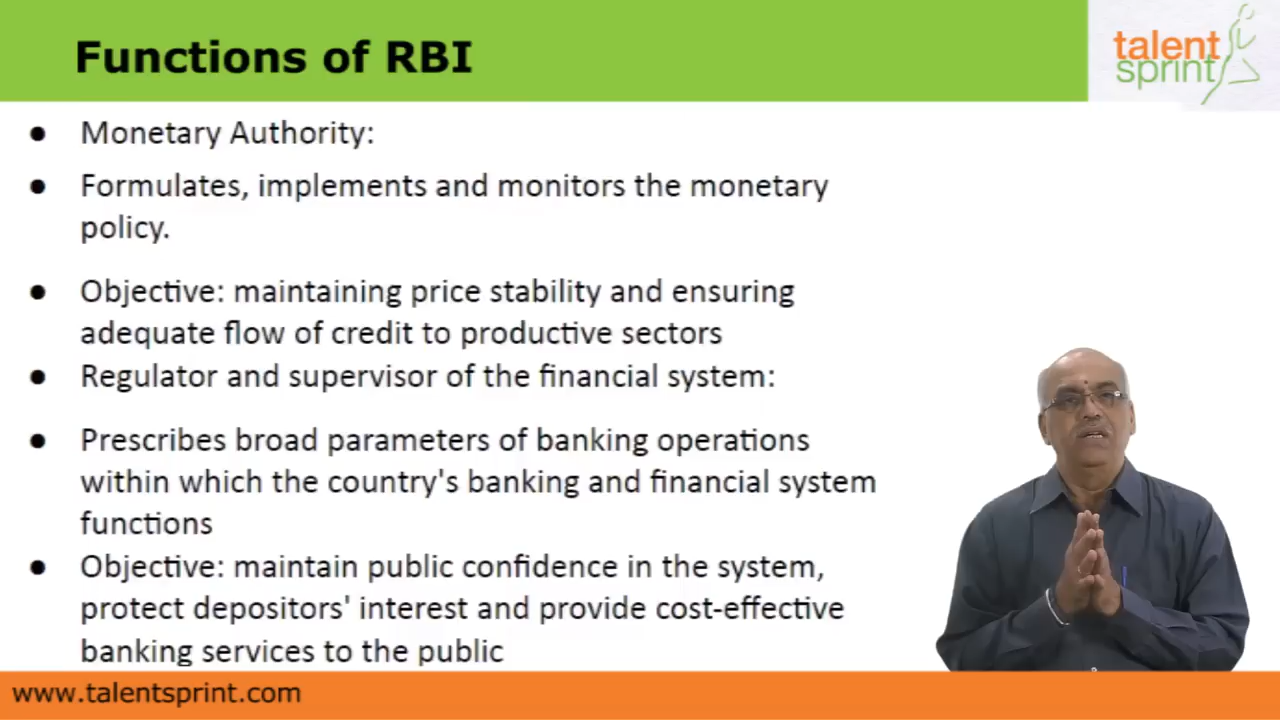 Functions of RBI
talent
sprint
● Monetary Authority:
● Formulates, implements and monitors the monetary
policy.
● Objective: maintaining price stability and ensuring
adequate flow of credit to productive sectors
● Regulator and supervisor of the financial system:
● Prescribes broad parameters of banking operations
within which the country's banking and financial system
functions
● Objective: maintain public confidence in the system,
protect depositors' interest and provide cost-effective
banking services to the public
www.talentsprint.com